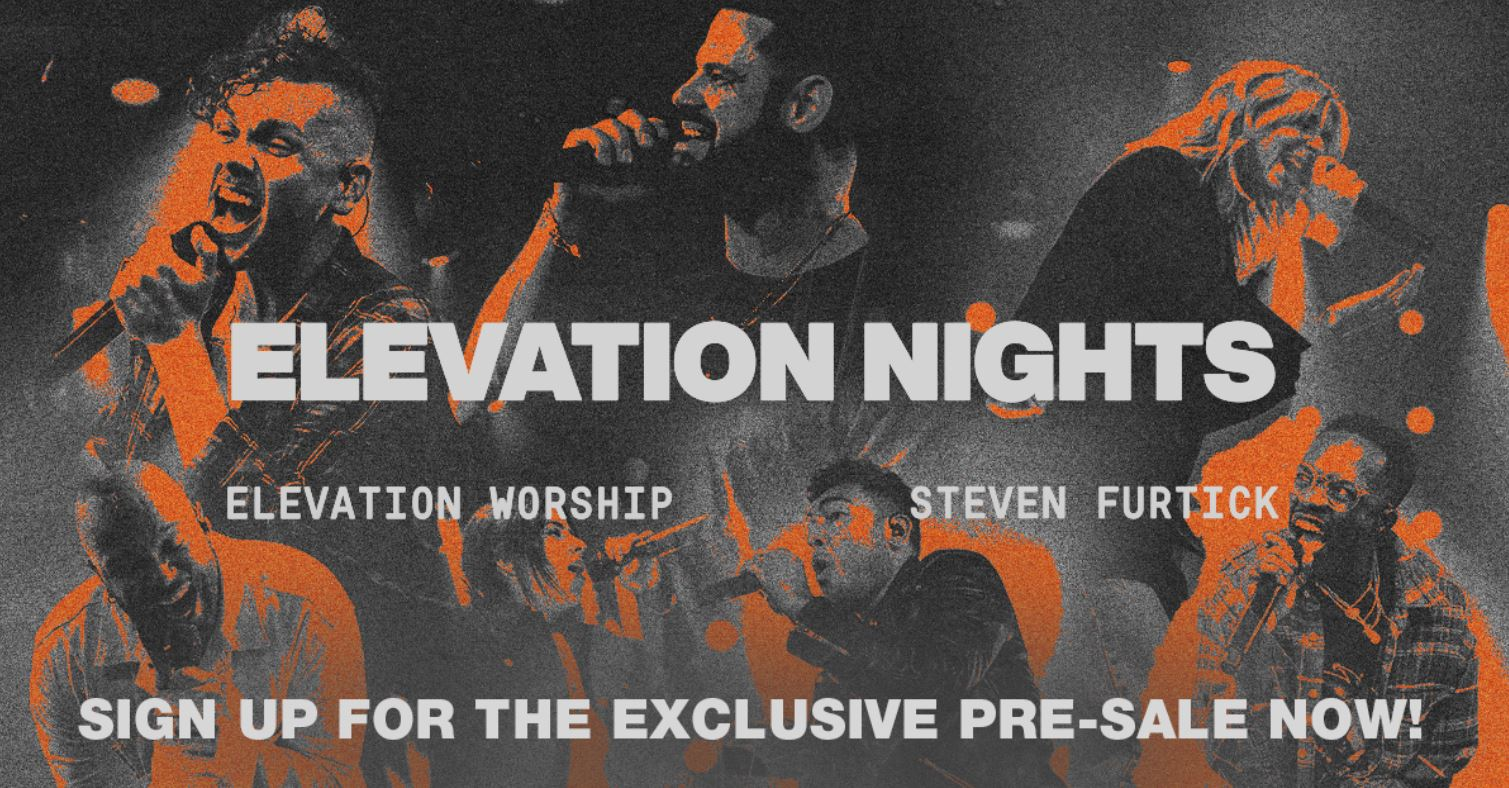 ELEVATION NIGHTS
ELEVATION WORSHIP STEVEN FURTICK
SIGN UP FOR THE EXCLUSIVE PRE-SALE NOW!